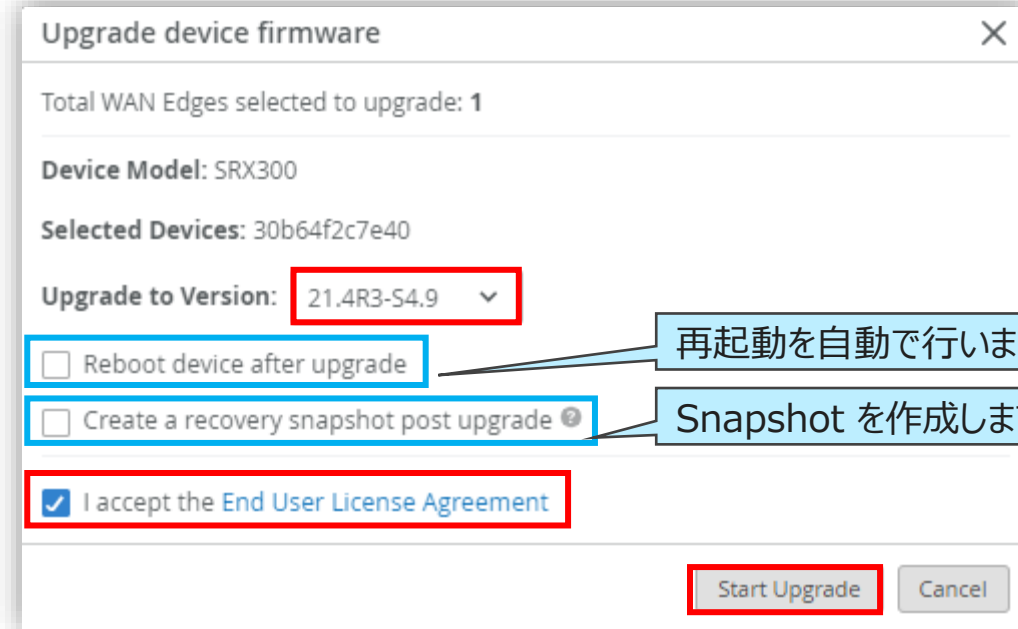 Upgrade device firmware
Total WAN Edges selected to upgrade: 1
Device Model: SRX300
Selected Devices: 30b64f2c7e40
Upgrade to Version: 21.4R3-S4.9
Reboot device after upgrade
再起動を自動で行いま
Create a recovery snapshot post upgrade
Snapshot を作成しま
I accept the End User License Agreement
Start Upgrade
Cancel